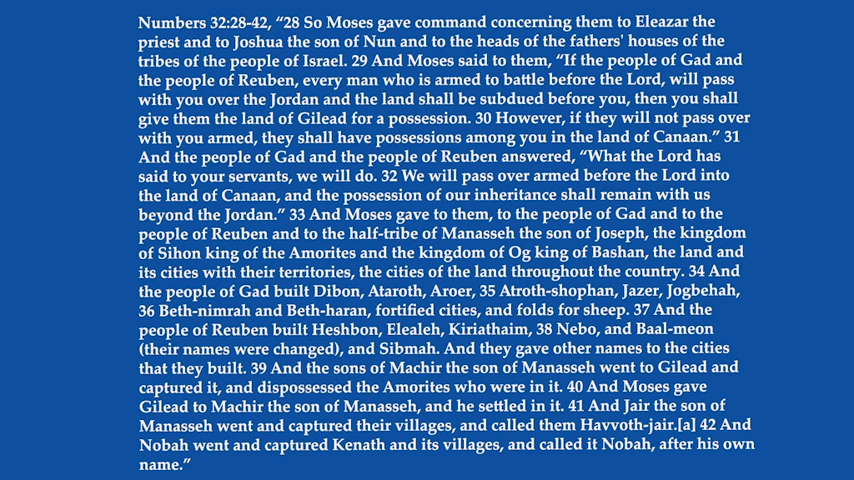 Numbers 32:28-42, “28 So Moses gave command concerning them to Eleazar the
priest and to Joshua the son of Nun and to the heads of the fathers' houses of the
tribes of the people of Israel. 29 And Moses said to them, “If the people of Gad and
the people of Reuben, every man who is armed to battle before the Lord, will pass
with you over the Jordan and the land shall be subdued before you, then you shall
give them the land of Gilead for a possession. 30 However, if they will not pass over
with you armed, they shall have possessions among you in the land of Canaan.” 31
And the people of Gad and the people of Reuben answered, “What the Lord has
said to your servants, we will do. 32 We will pass over armed before the Lord into
the land of Canaan, and the possession of our inheritance shall remain with us
beyond the Jordan.” 33 And Moses gave to them, to the people of Gad and to the
people of Reuben and to the half-tribe of Manasseh the son of Joseph, the kingdom
of Sihon king of the Amorites and the kingdom of Og king of Bashan, the land and
its cities with their territories, the cities of the land throughout the country. 34 And
the people of Gad built Dibon, Ataroth, Aroer, 35 Atroth-shophan, Jazer, Jogbehah,
36 Beth-nimrah and Beth-haran, fortified cities, and folds for sheep. 37 And the
people of Reuben built Heshbon, Elealeh, Kiriathaim, 38 Nebo, and Baal-meon
(their names were changed), and Sibmah. And they gave other names to the cities
that they built. 39 And the sons of Machir the son of Manasseh went to Gilead and
captured it, and dispossessed the Amorites who were in it. 40 And Moses gave
Gilead to Machir the son of Manasseh, and he settled in it. 41 And Jair the son of
Manasseh went and captured their villages, and called them Havvoth-jair.[a] 42 And
Nobah went and captured Kenath and its villages, and called it Nobah, after his own
name.”